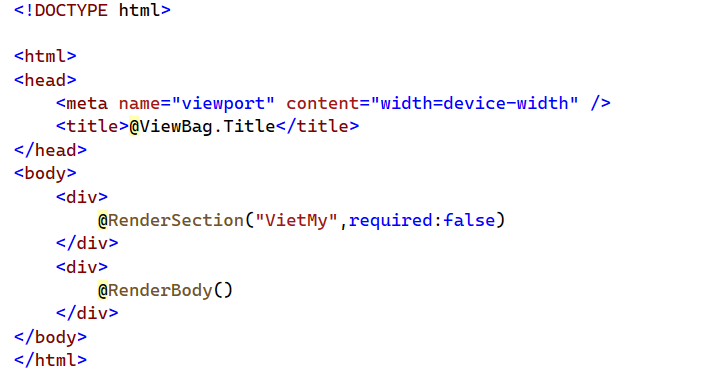 <!DOCTYPE html>
<html>
<head>
<meta name="viewport" content="width=device-width" />
<title>@ViewBag.Title</title>
</head>
<body>
<div>
@RenderSection("VietMy",required:false)
</div>
<div>
@RenderBody()
</div>
</body>
</html>